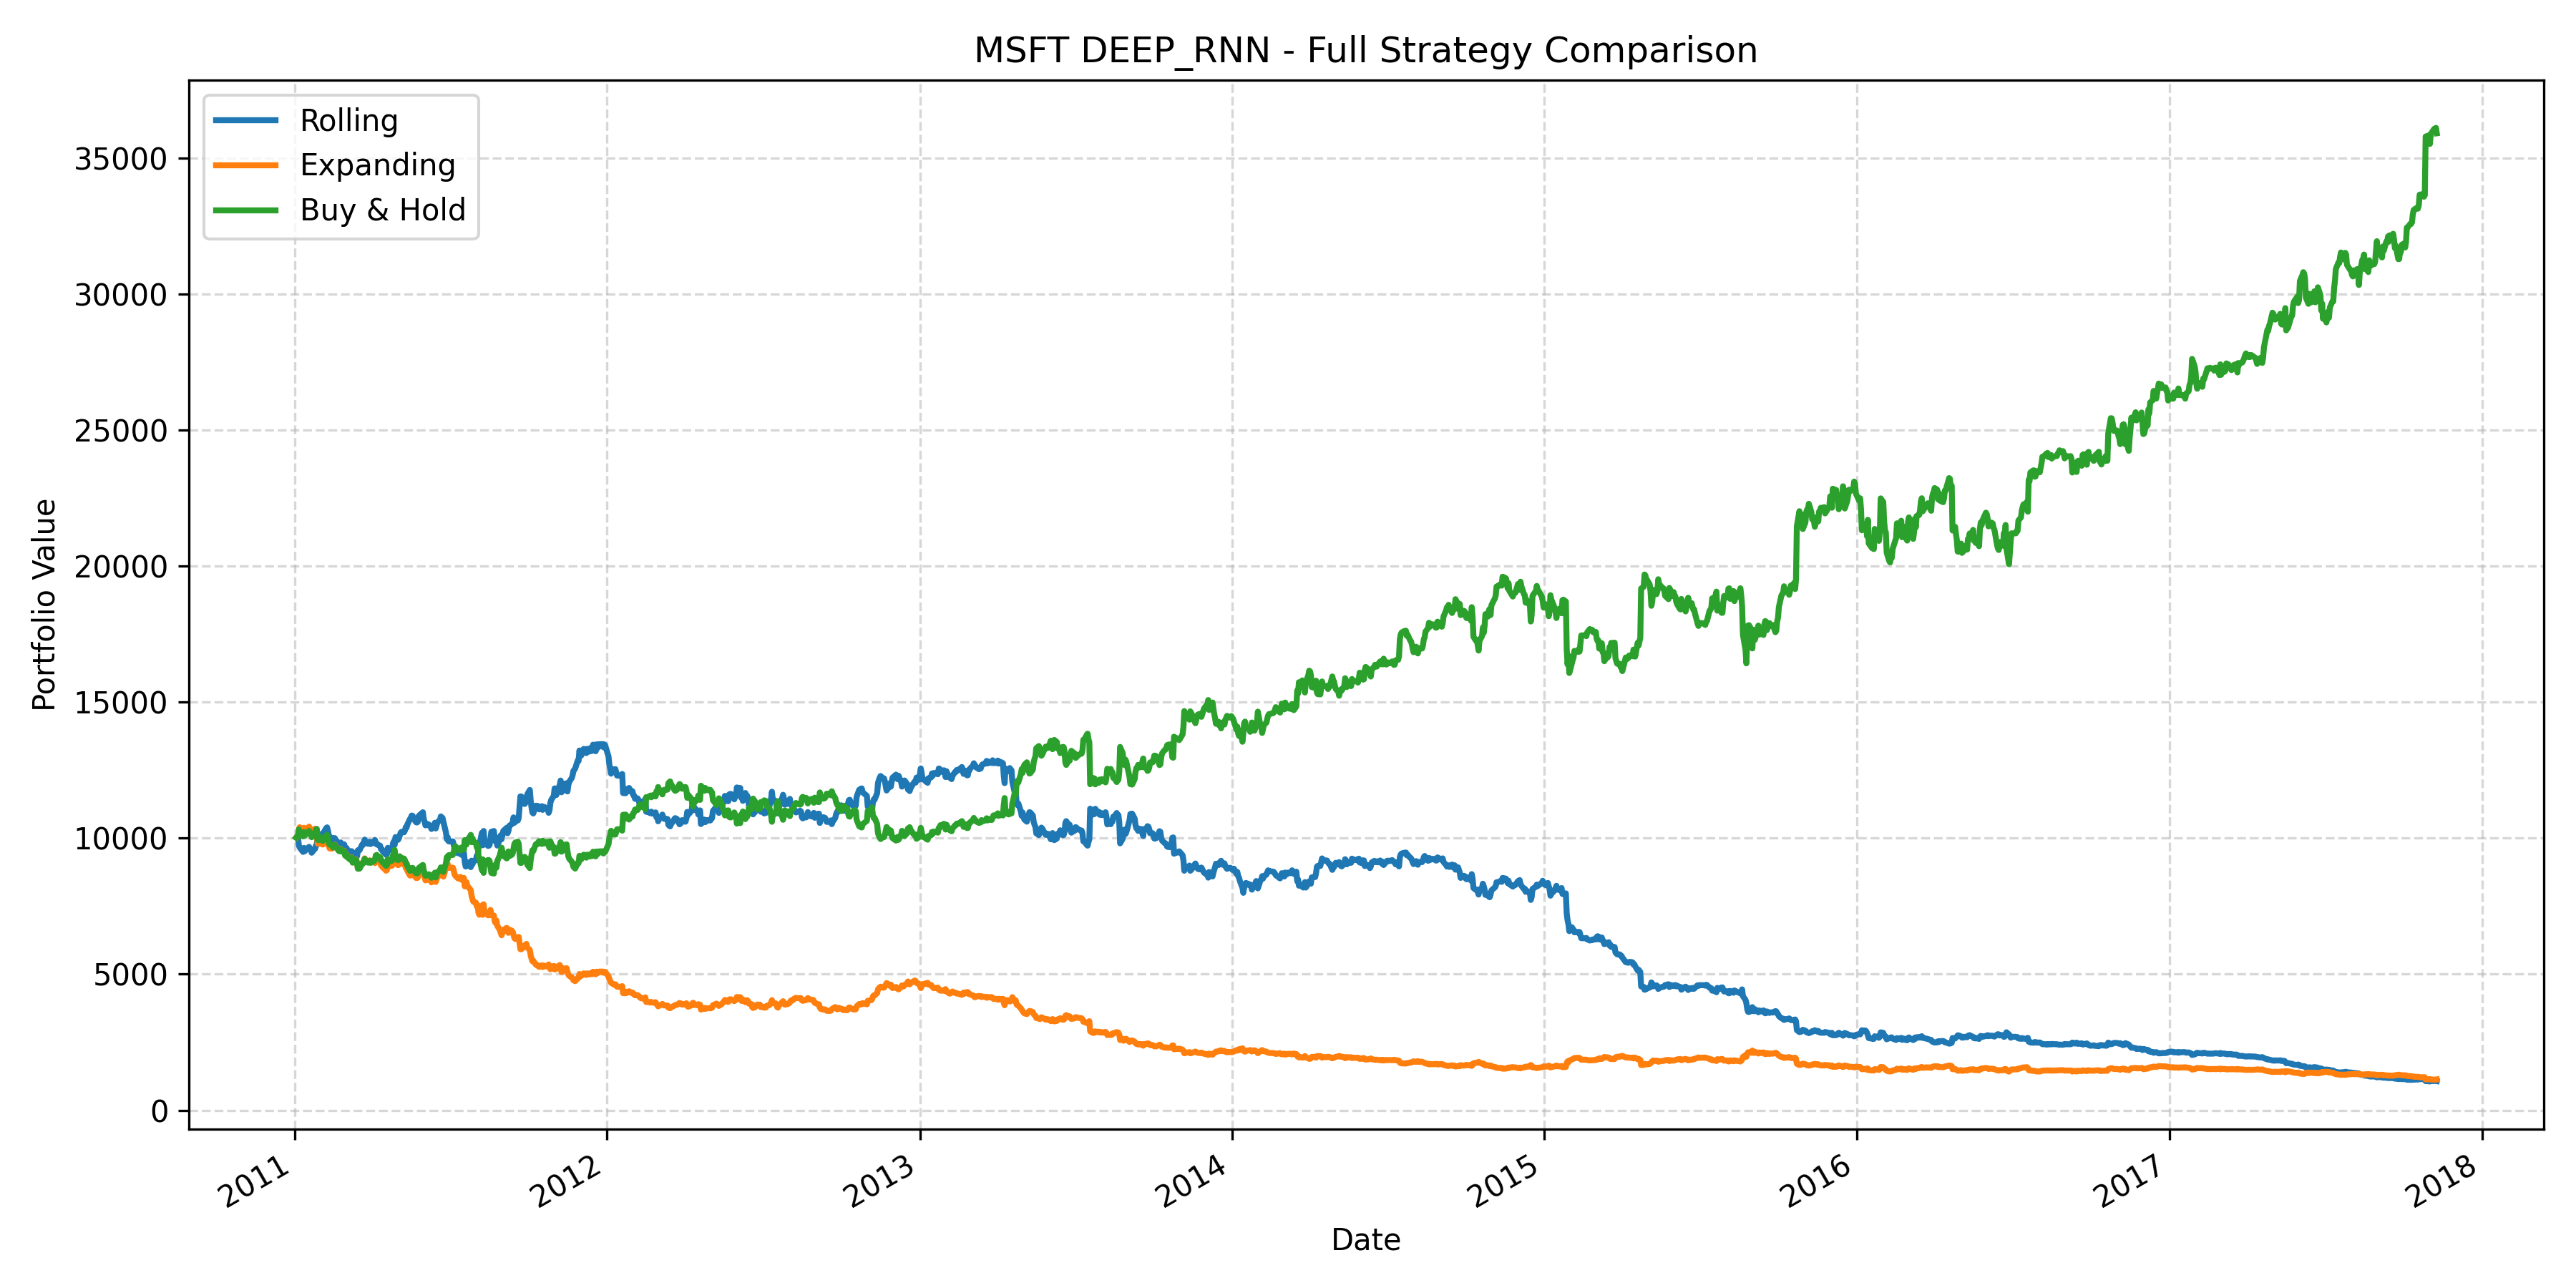 MSFT DEEP_RNN - Full Strategy Comparison
Rolling
Expanding
Buy & Hold
Portfolio Value
35000
30000
25000
20000
15000
10000
5000
0
2011
2012
2013
2014
2015
2016
2017
2018
Date